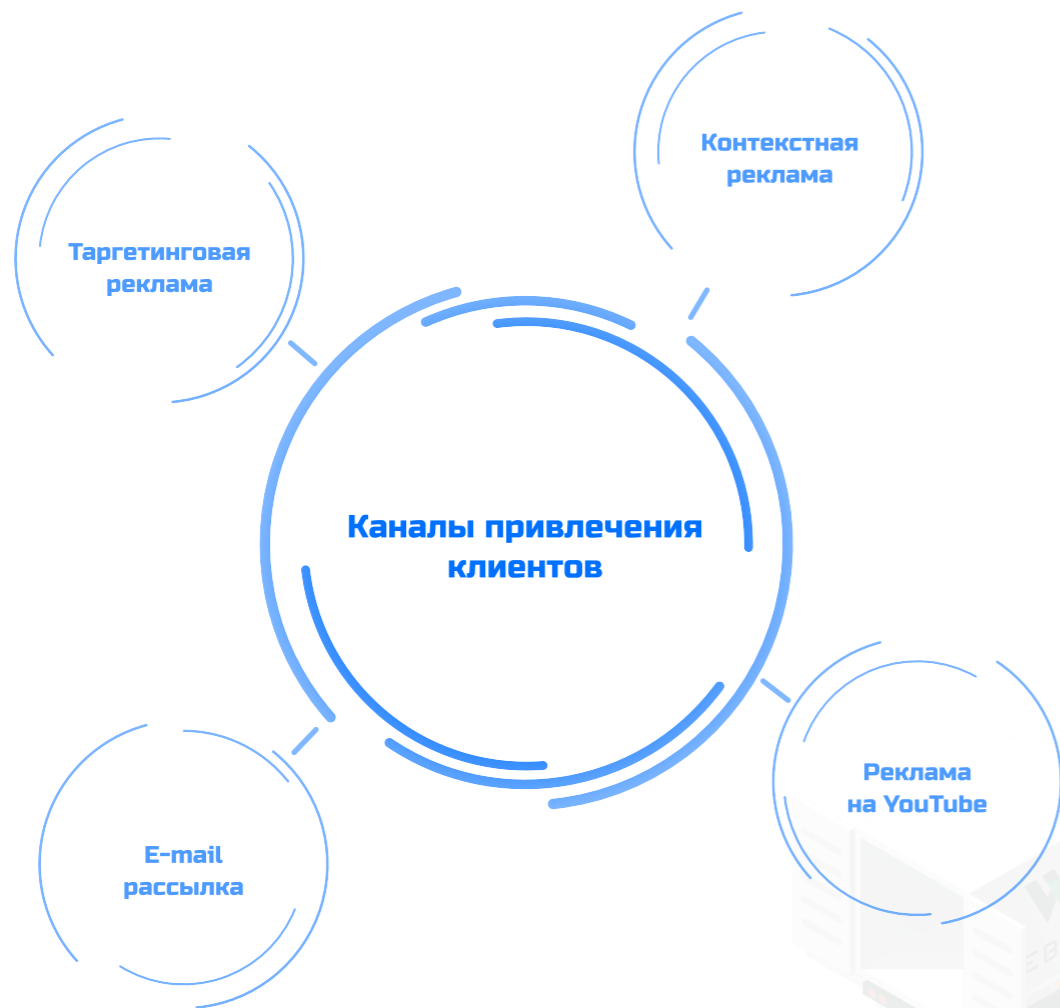 Контекстная
реклама
Таргетинговая
реклама
Каналы привлечения
клиентов
Реклама
на YouTube
E-mail
рассылка